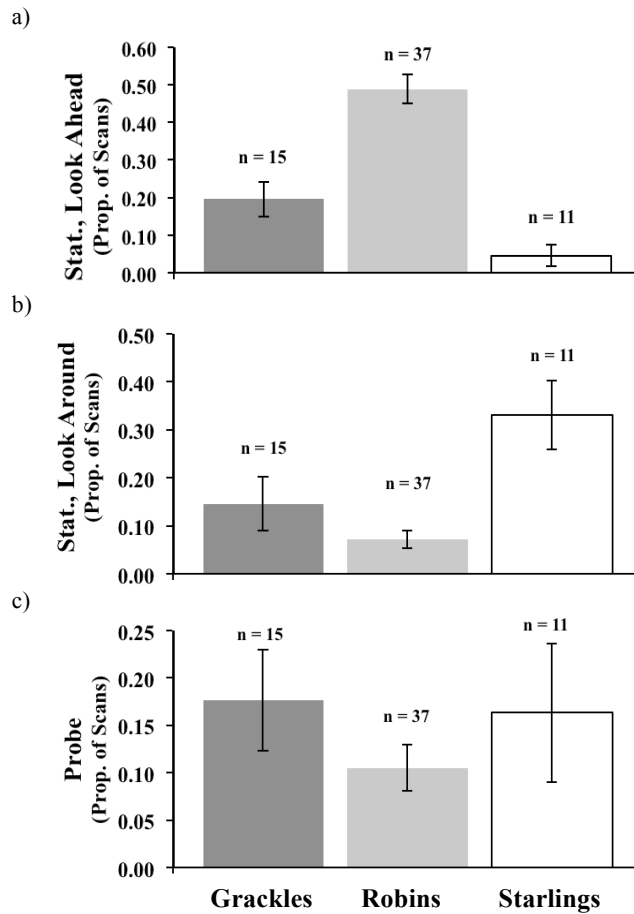 a)
Stat., Look Ahead
(Prop. of Scans)
0.60
0.50
0.40
0.30
0.20
0.10
0.00
n = 15
n = 37
n = 11
b)
Stat., Look Around
(Prop. of Scans)
0.50
0.40
0.30
0.20
0.10
0.00
n = 15
n = 37
n = 11
c)
Probe
(Prop. of Scans)
0.25
0.20
0.15
0.10
0.05
0.00
n = 15
n = 37
n = 11
Grackles Robins Starlings